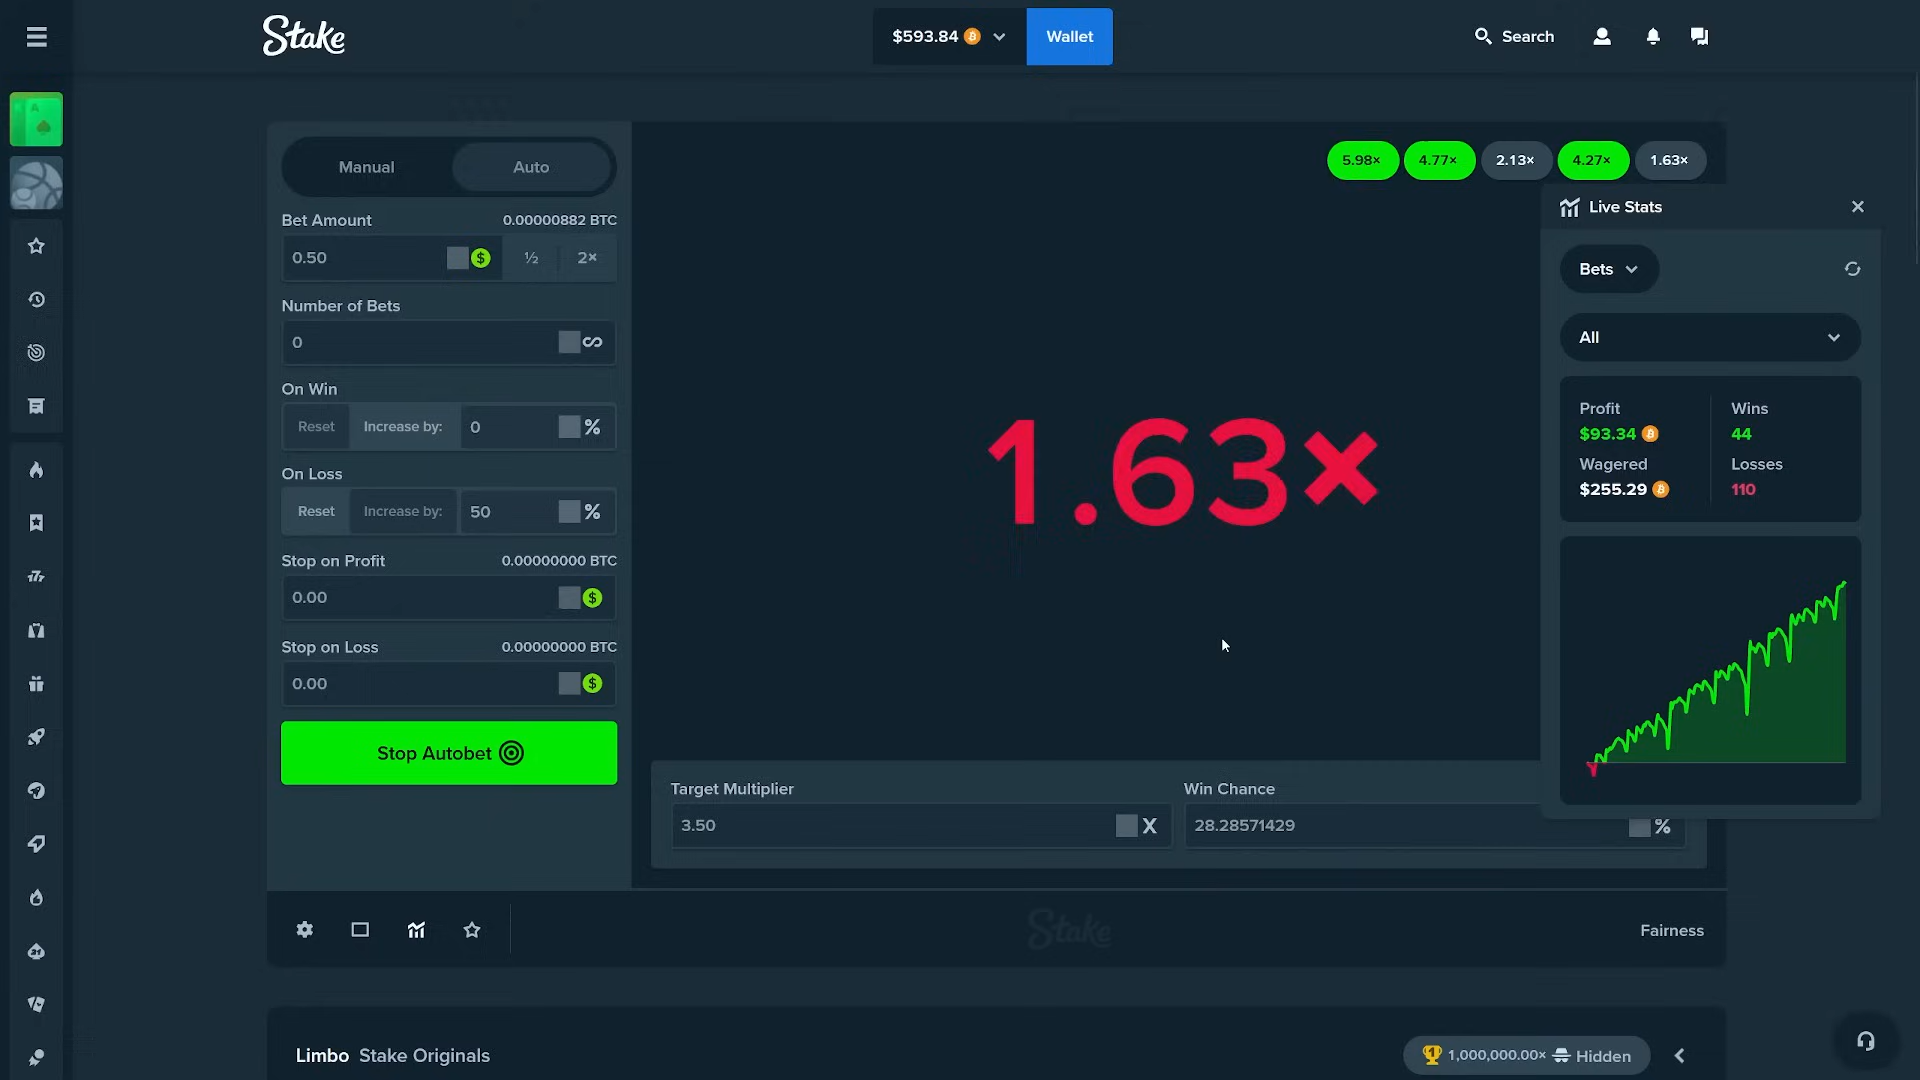 Stake
$593.84
Wallet
Search
Manual
Auto
5.98×
4.77×
2.13×
4.27×
1.63×
Bet Amount
0.00000882 BTC
0.50
½
2×
Number of Bets
0
∞
On Win
Reset
Increase by:
0
%
On Loss
Reset
Increase by:
50
%
Stop on Profit
0.00000000 BTC
0.00
$
Stop on Loss
0.00000000 BTC
0.00
$
Stop Autobet
1.63×
Target Multiplier
3.50
X
Win Chance
28.28571429
%
Live Stats
Bets
All
Profit
$93.34
Wins
44
Wagered
$255.29
Losses
110
Stake
Fairness
Limbo Stake Originals
1,000,000.00× Hidden